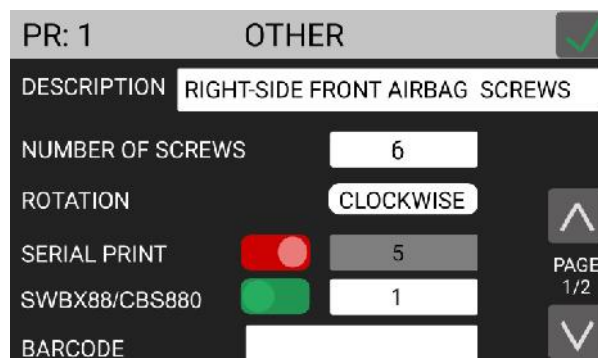 PR: 1 OTHER
DESCRIPTION RIGHT-SIDE FRONT AIRBAG SCREWS
NUMBER OF SCREWS 6
ROTATION CLOCKWISE
SERIAL PRINT 5
PAGE
SWBX88/CBS880 1
1/2
BARCODE